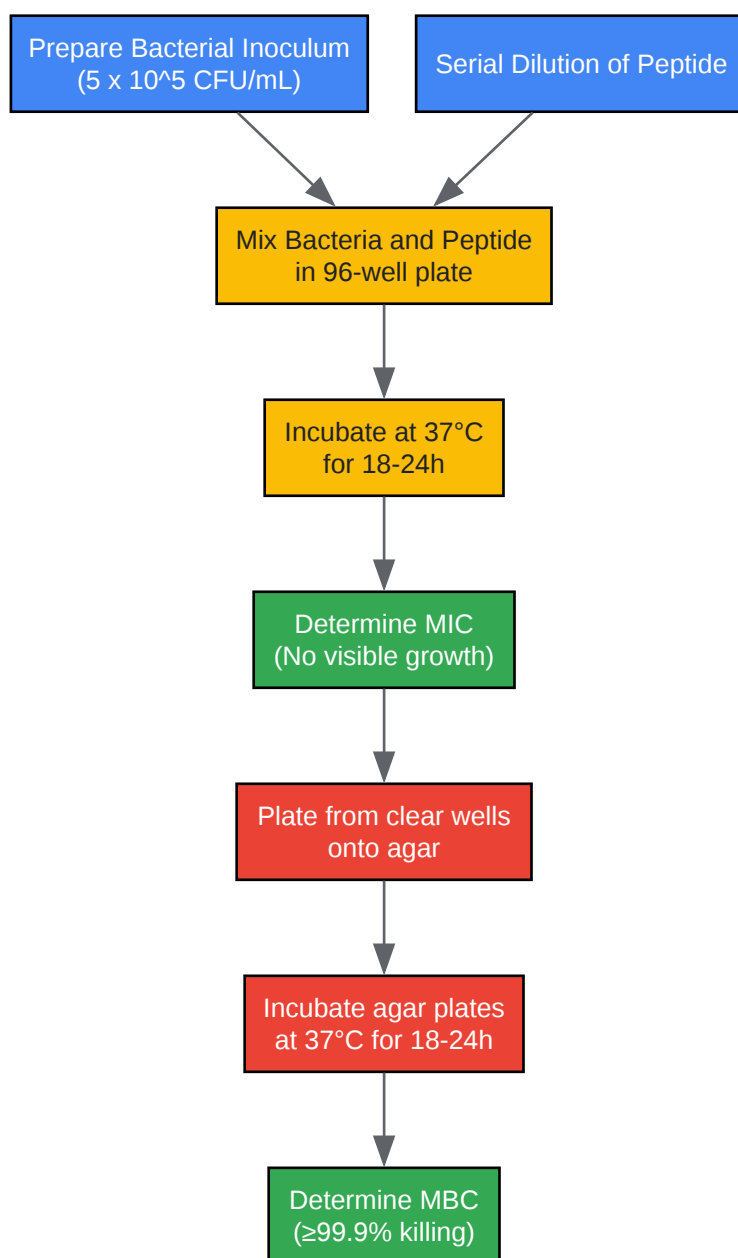 Prepare Bacterial Inoculum
(5 x 10^5 CFU/mL)
Serial Dilution of Peptide
Mix Bacteria and Peptide
in 96-well plate
Incubate at 37°C
for 18-24h
Determine MIC
(No visible growth)
Plate from clear wells
onto agar
Incubate agar plates
at 37°C for 18-24h
Determine MBC
(≥99.9% killing)